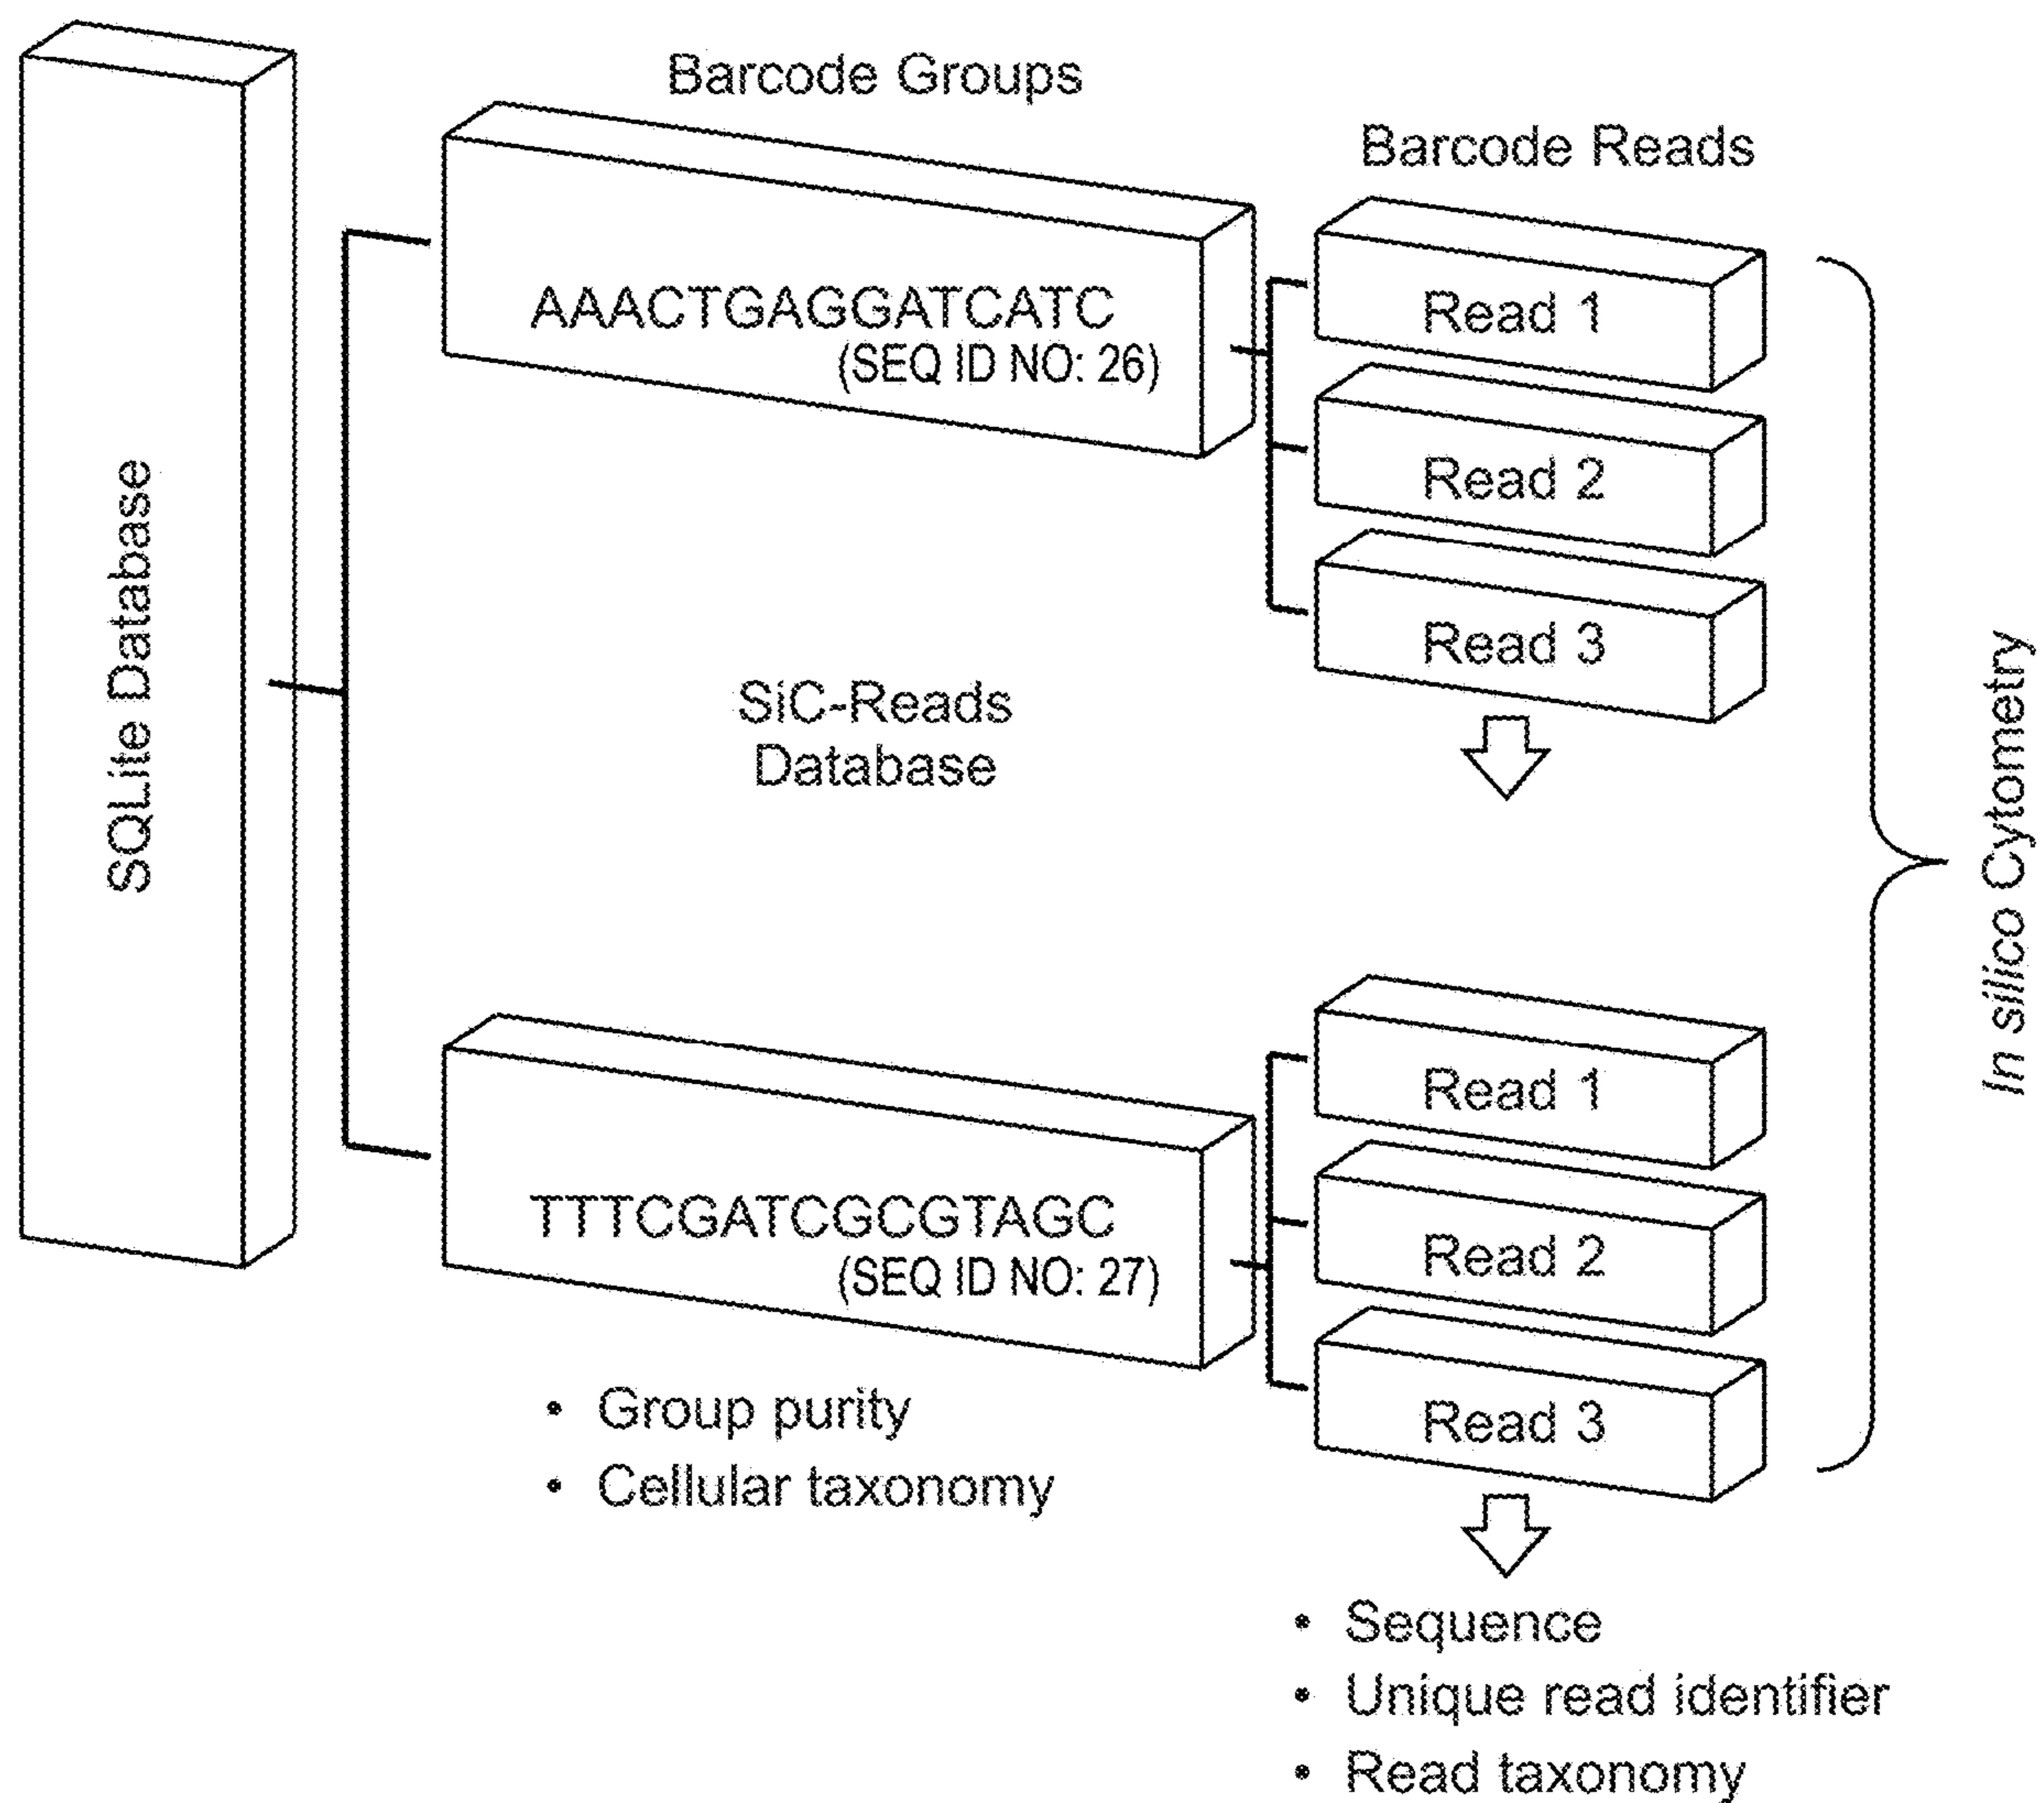 Barcode Groups
Barcode Reads
SQLite Database
AAACTGAGGATCATC
(SEQ ID NO: 26)
Read 1
Read 2
Read 3
SiC-Reads
Database
In silico Cytometry
TTTCGATCGCGTAGC
(SEQ ID NO: 27)
Read 1
Read 2
Read 3
• Group purity
• Cellular taxonomy
• Sequence
• Unique read identifier
• Read taxonomy